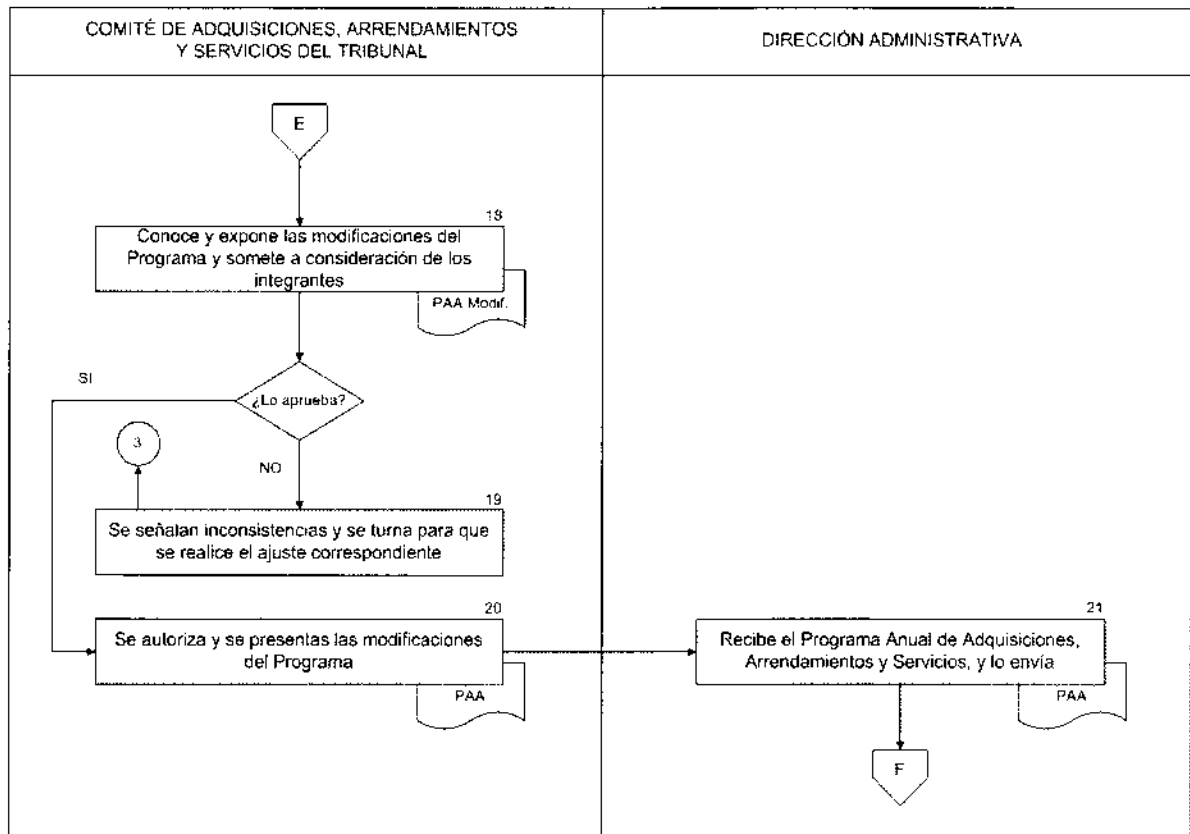 COMITÉ DE ADQUISICIONES, ARRENDAMIENTOS
Y SERVICIOS DEL TRIBUNAL
DIRECCIÓN ADMINISTRATIVA
E
18
Conoce y expone las modificaciones del
Programa y somete a consideración de los
integrantes
PAA Modif.
SI
¿Lo aprueba?
3
NO
19
Se señalan inconsistencias y se turna para que
se realice el ajuste correspondiente
20
Se autoriza y se presentas las modificaciones
del Programa
PAA
21
Recibe el Programa Anual de Adquisiciones,
Arrendamientos y Servicios, y lo envía
PAA
F